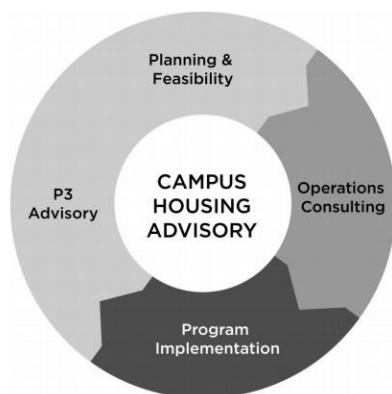 Planning &
Feasibility
P3
Advisory
CAMPUS
HOUSING
ADVISORY
Operations
Consulting
Program
Implementation